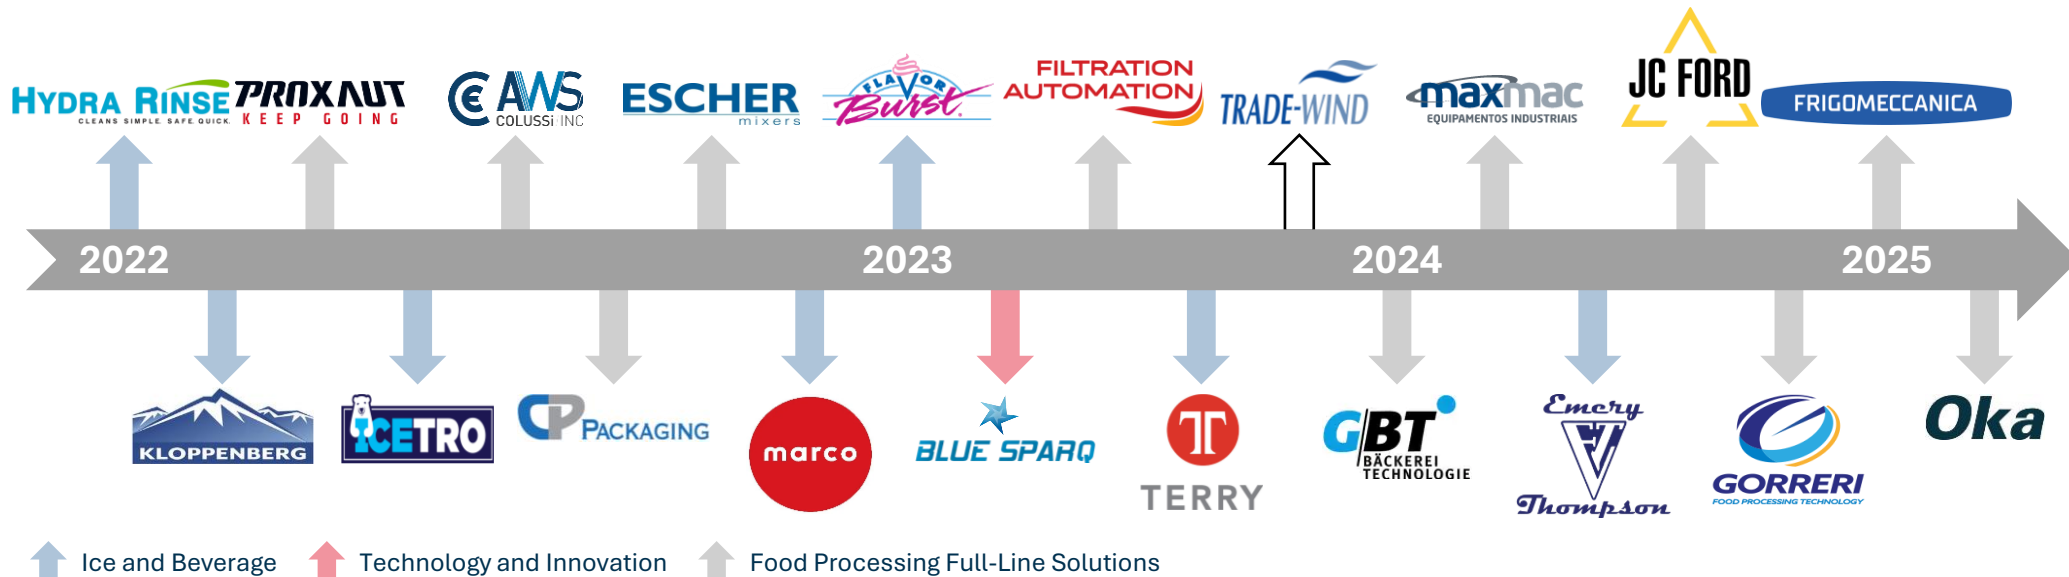 HYDRA RINSE
CLEANS SIMPLE. SAFE. QUICK.
PROXAUT
KEEP GOING
CE AWS
COLUSSi INC
ESCHER
mixers
FLAVOR
Burst.
FILTRATION
AUTOMATION
TRADE-WIND
maxmac
EQUIPAMENTOS INDUSTRIAIS
JC FORD
FRIGOMECCANICA
2022
2023
2024
2025
KLOPPENBERG
ICETRO
CP PACKAGING
marco
BLUE SPARQ
T
TERRY
GBT
BÄCKEREI
TECHNOLOGIE
Emery
ET
Thompson
GORRERI
FOOD PROCESSING TECHNOLOGY
Oka
Ice and Beverage
Technology and Innovation
Food Processing Full-Line Solutions